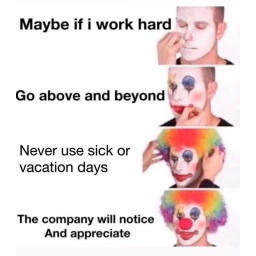 Maybe if i work hard
Go above and beyond
Never use sick or
vacation days
The company will notice
And appreciate